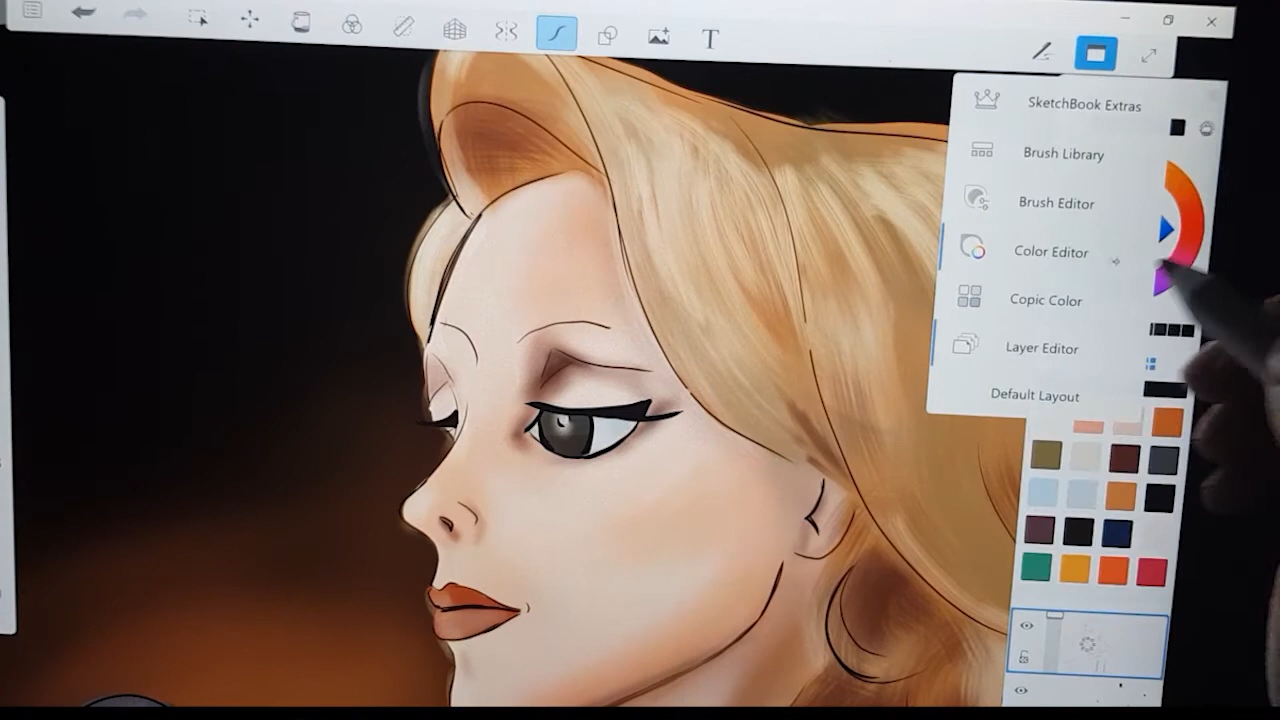 T
SketchBook Extras
Brush Library
Brush Editor
Color Editor
Copic Color
Layer Editor
Default Layout